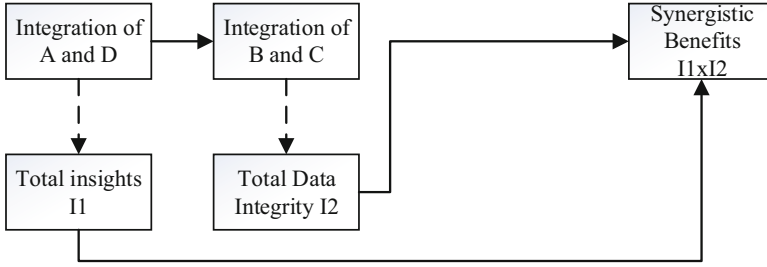 Integration of
A and D
Integration of
B and C
Synergistic
Benefits
I1xI2
Total insights
I1
Total Data
Integrity I2